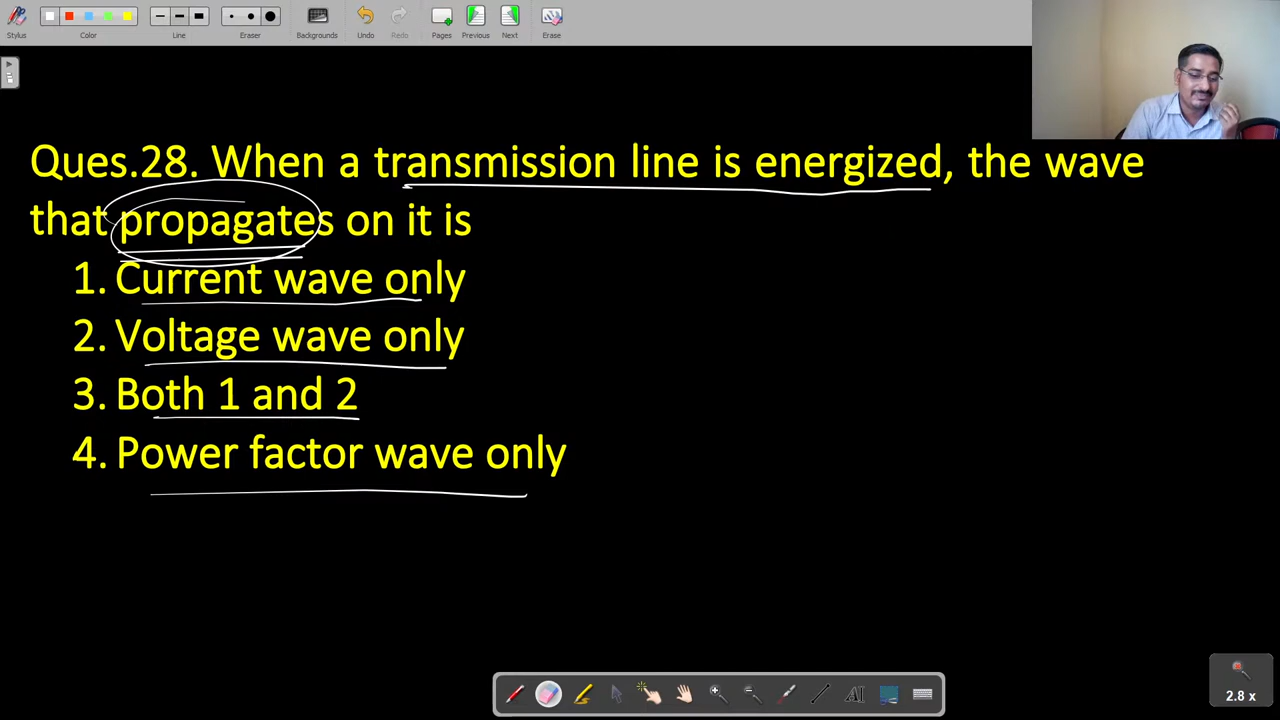 Stylus
Color
Line
Eraser
Backgrounds
Undo
Redo
Pages
Previous
Next
Erase
Ques.28. When a transmission line is energized, the wave
that propagates on it is
1. Current wave only
2. Voltage wave only
3. Both 1 and 2
4. Power factor wave only
AI
2.8 x